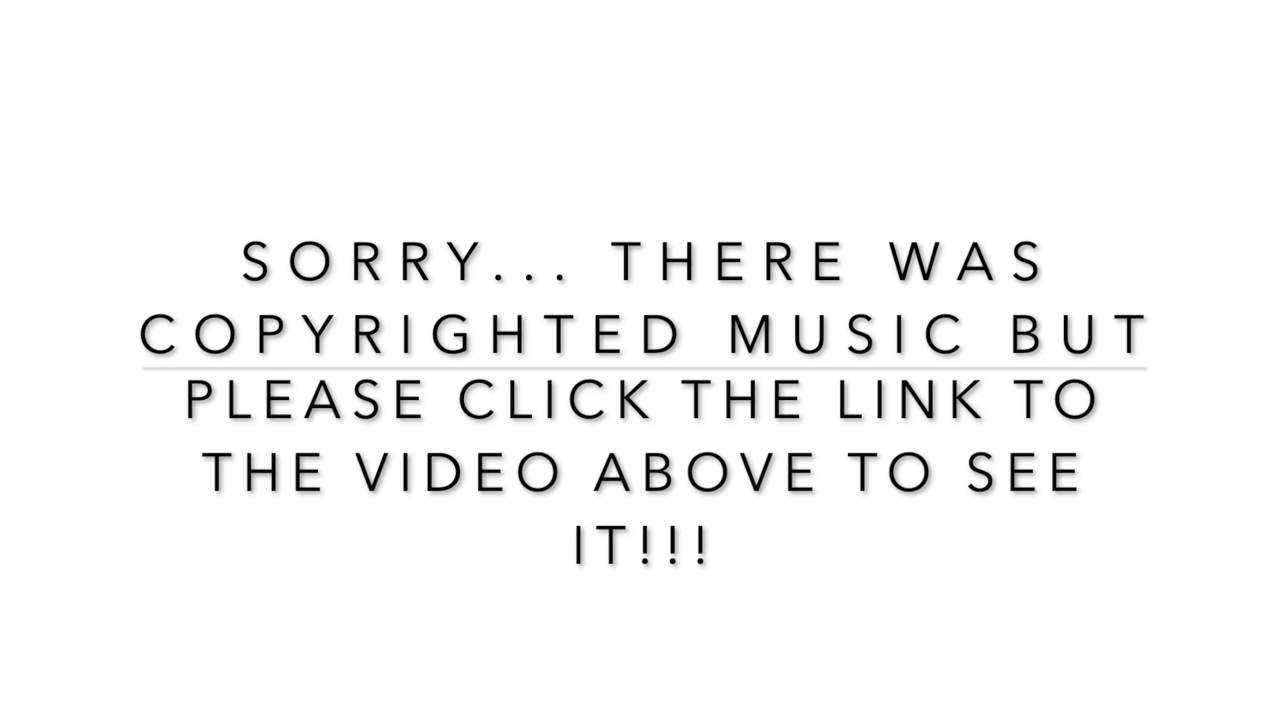 SORRY... THERE WAS
COPYRIGHTED MUSIC BUT
PLEASE CLICK THE LINK TO
THE VIDEO ABOVE TO SEE
IT!!!